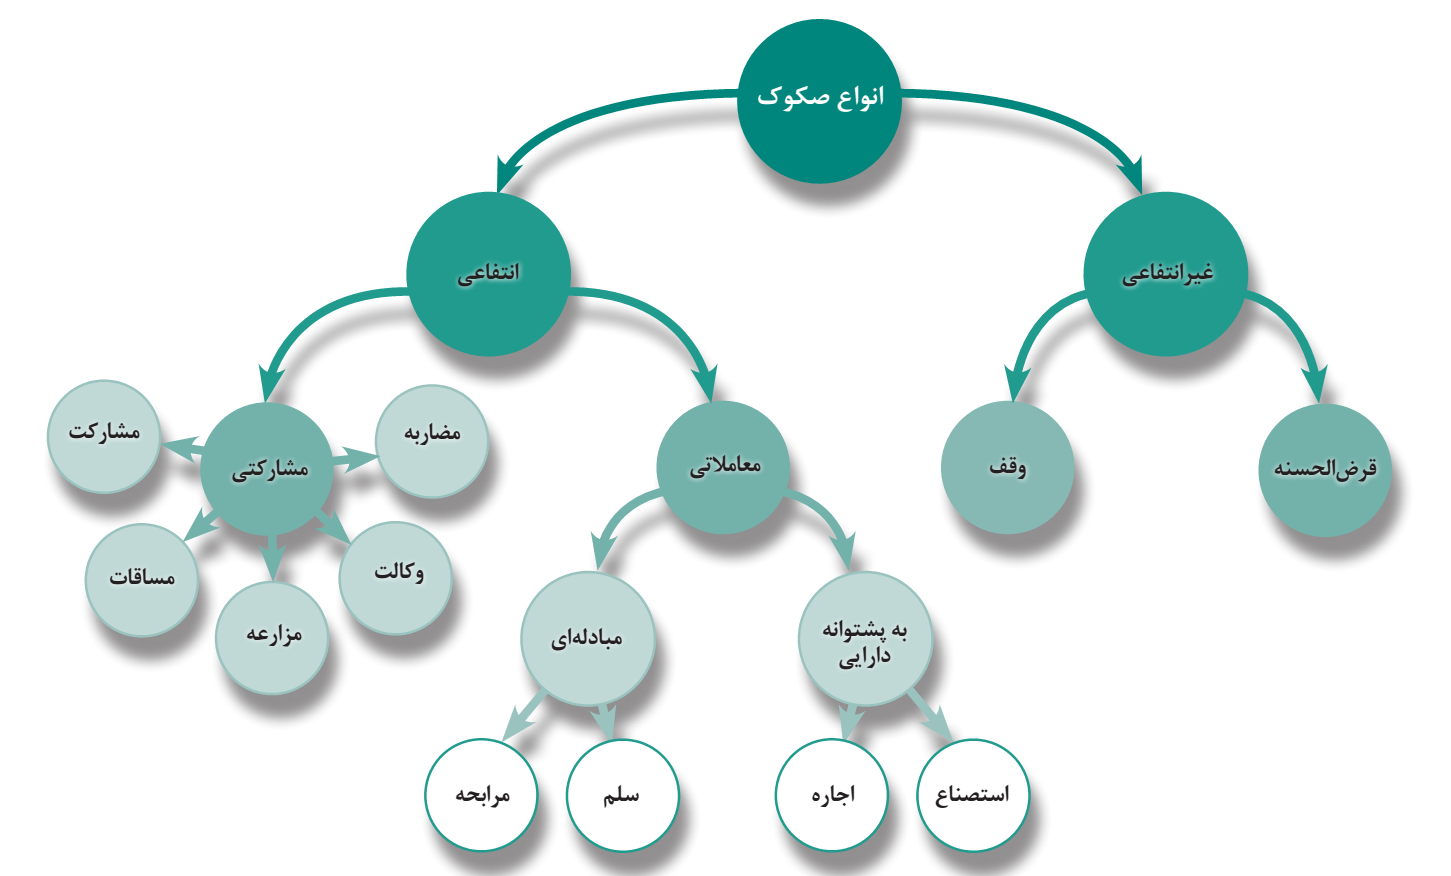 انواع صکوک
غیرانتفاعی
انتفاعی
قرض‌الحسنه
وقف
معاملاتی
مشارکتی
مضاربه
مشارکت
وکالت
مزارعه
مساقات
به پشتوانه
دارایی
مبادله‌ای
استصناع
اجاره
سلم
مرابحه